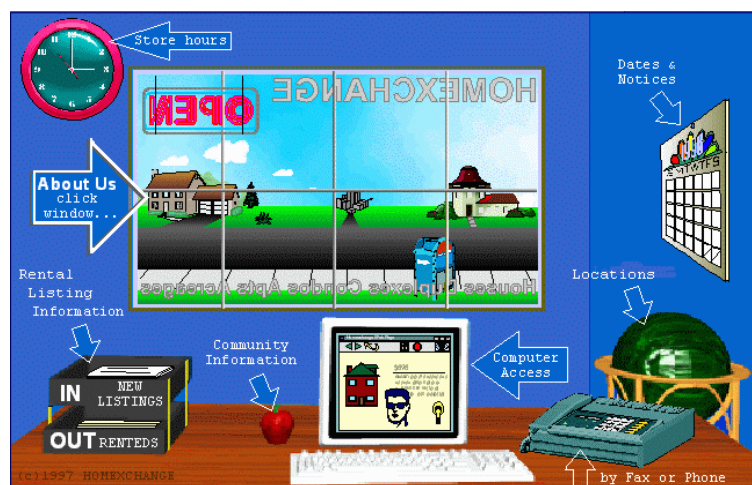 Store hours
Dates &
Notices
HOMEXCHANGE
OPEN
S M T W T F S
About Us
click
window...
Houses Duplexes Condos Apts Acreages
Rental
Listing
Information
Locations
Community
Information
Computer
Access
IN
NEW
LISTINGS
OUT RENTEDS
(c)1997 HOMEXCHANGE
by Fax or Phone